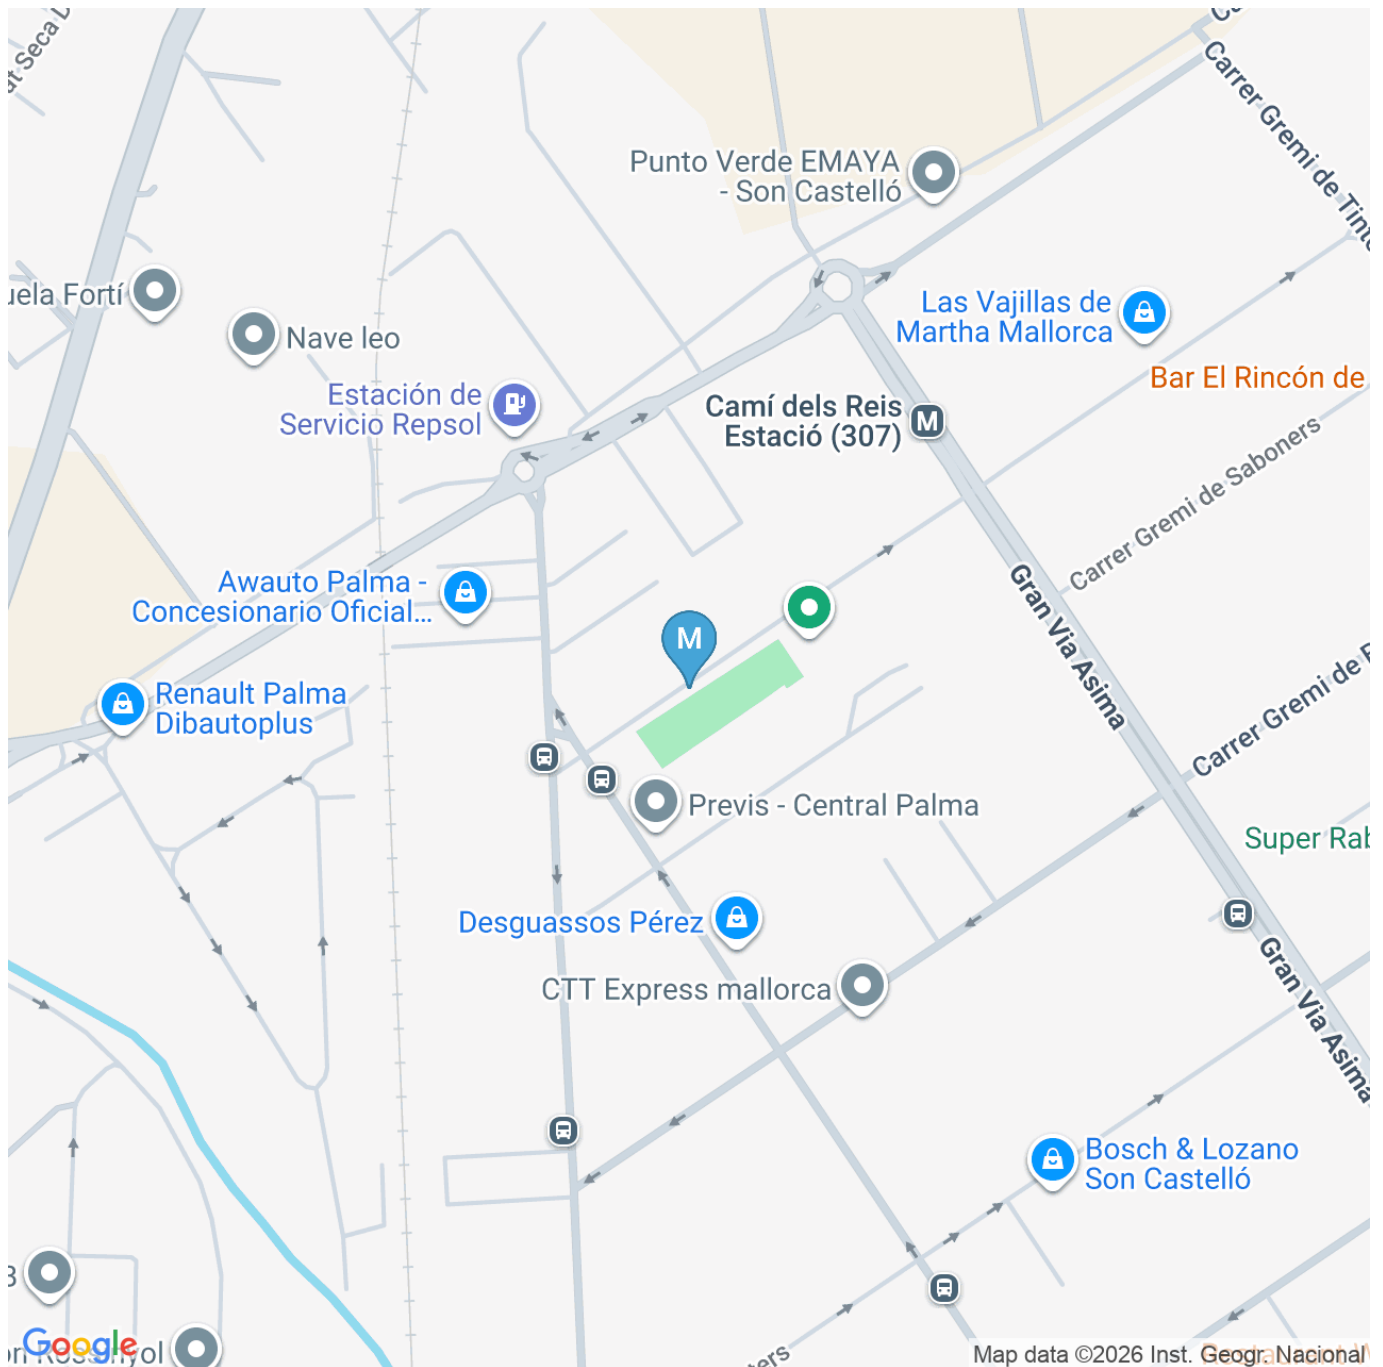 Carrer Gremi de
Punto Verde EMAYA
- Son Castelló
Las Vajillas de
Martha Mallorca
Nave leo
Bar El Rincón de
Estación de
Servicio Repsol
Camí dels Reis
Estació (307)
M
Carrer Gremi de Saboners
Awauto Palma -
Concesionario Oficial...
M
Gran Via Asima
Renault Palma
Dibautoplus
Carrer Gremi de
Previs - Central Palma
Desguassos Pérez
CTT Express mallorca
Gran Via Asima
Bosch & Lozano
Son Castelló
Google
Map data ©2026 Inst. Geogr. Nacional